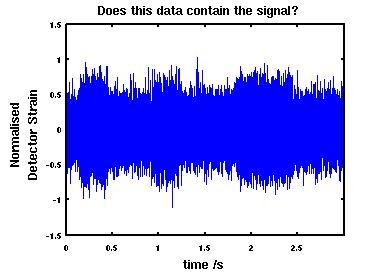 Does this data contain the signal?
1.5
1
0.5
0
-0.5
-1
-1.5
Normalised
Detector Strain
0 0.5 1 1.5 2 2.5
time /s